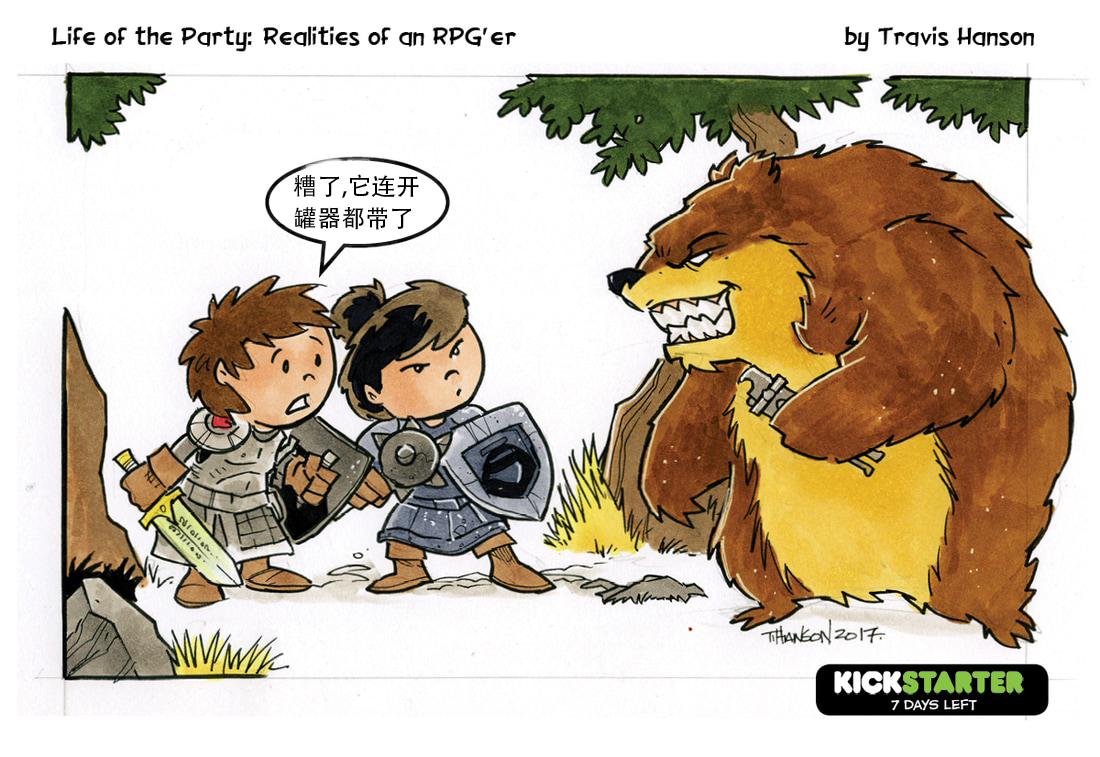 Life of the Party: Realities of an RPG'er
by Travis Hanson
糟了,它连开
罐器都带了
THANSON 2017.
KICKSTARTER
7 DAYS LEFT